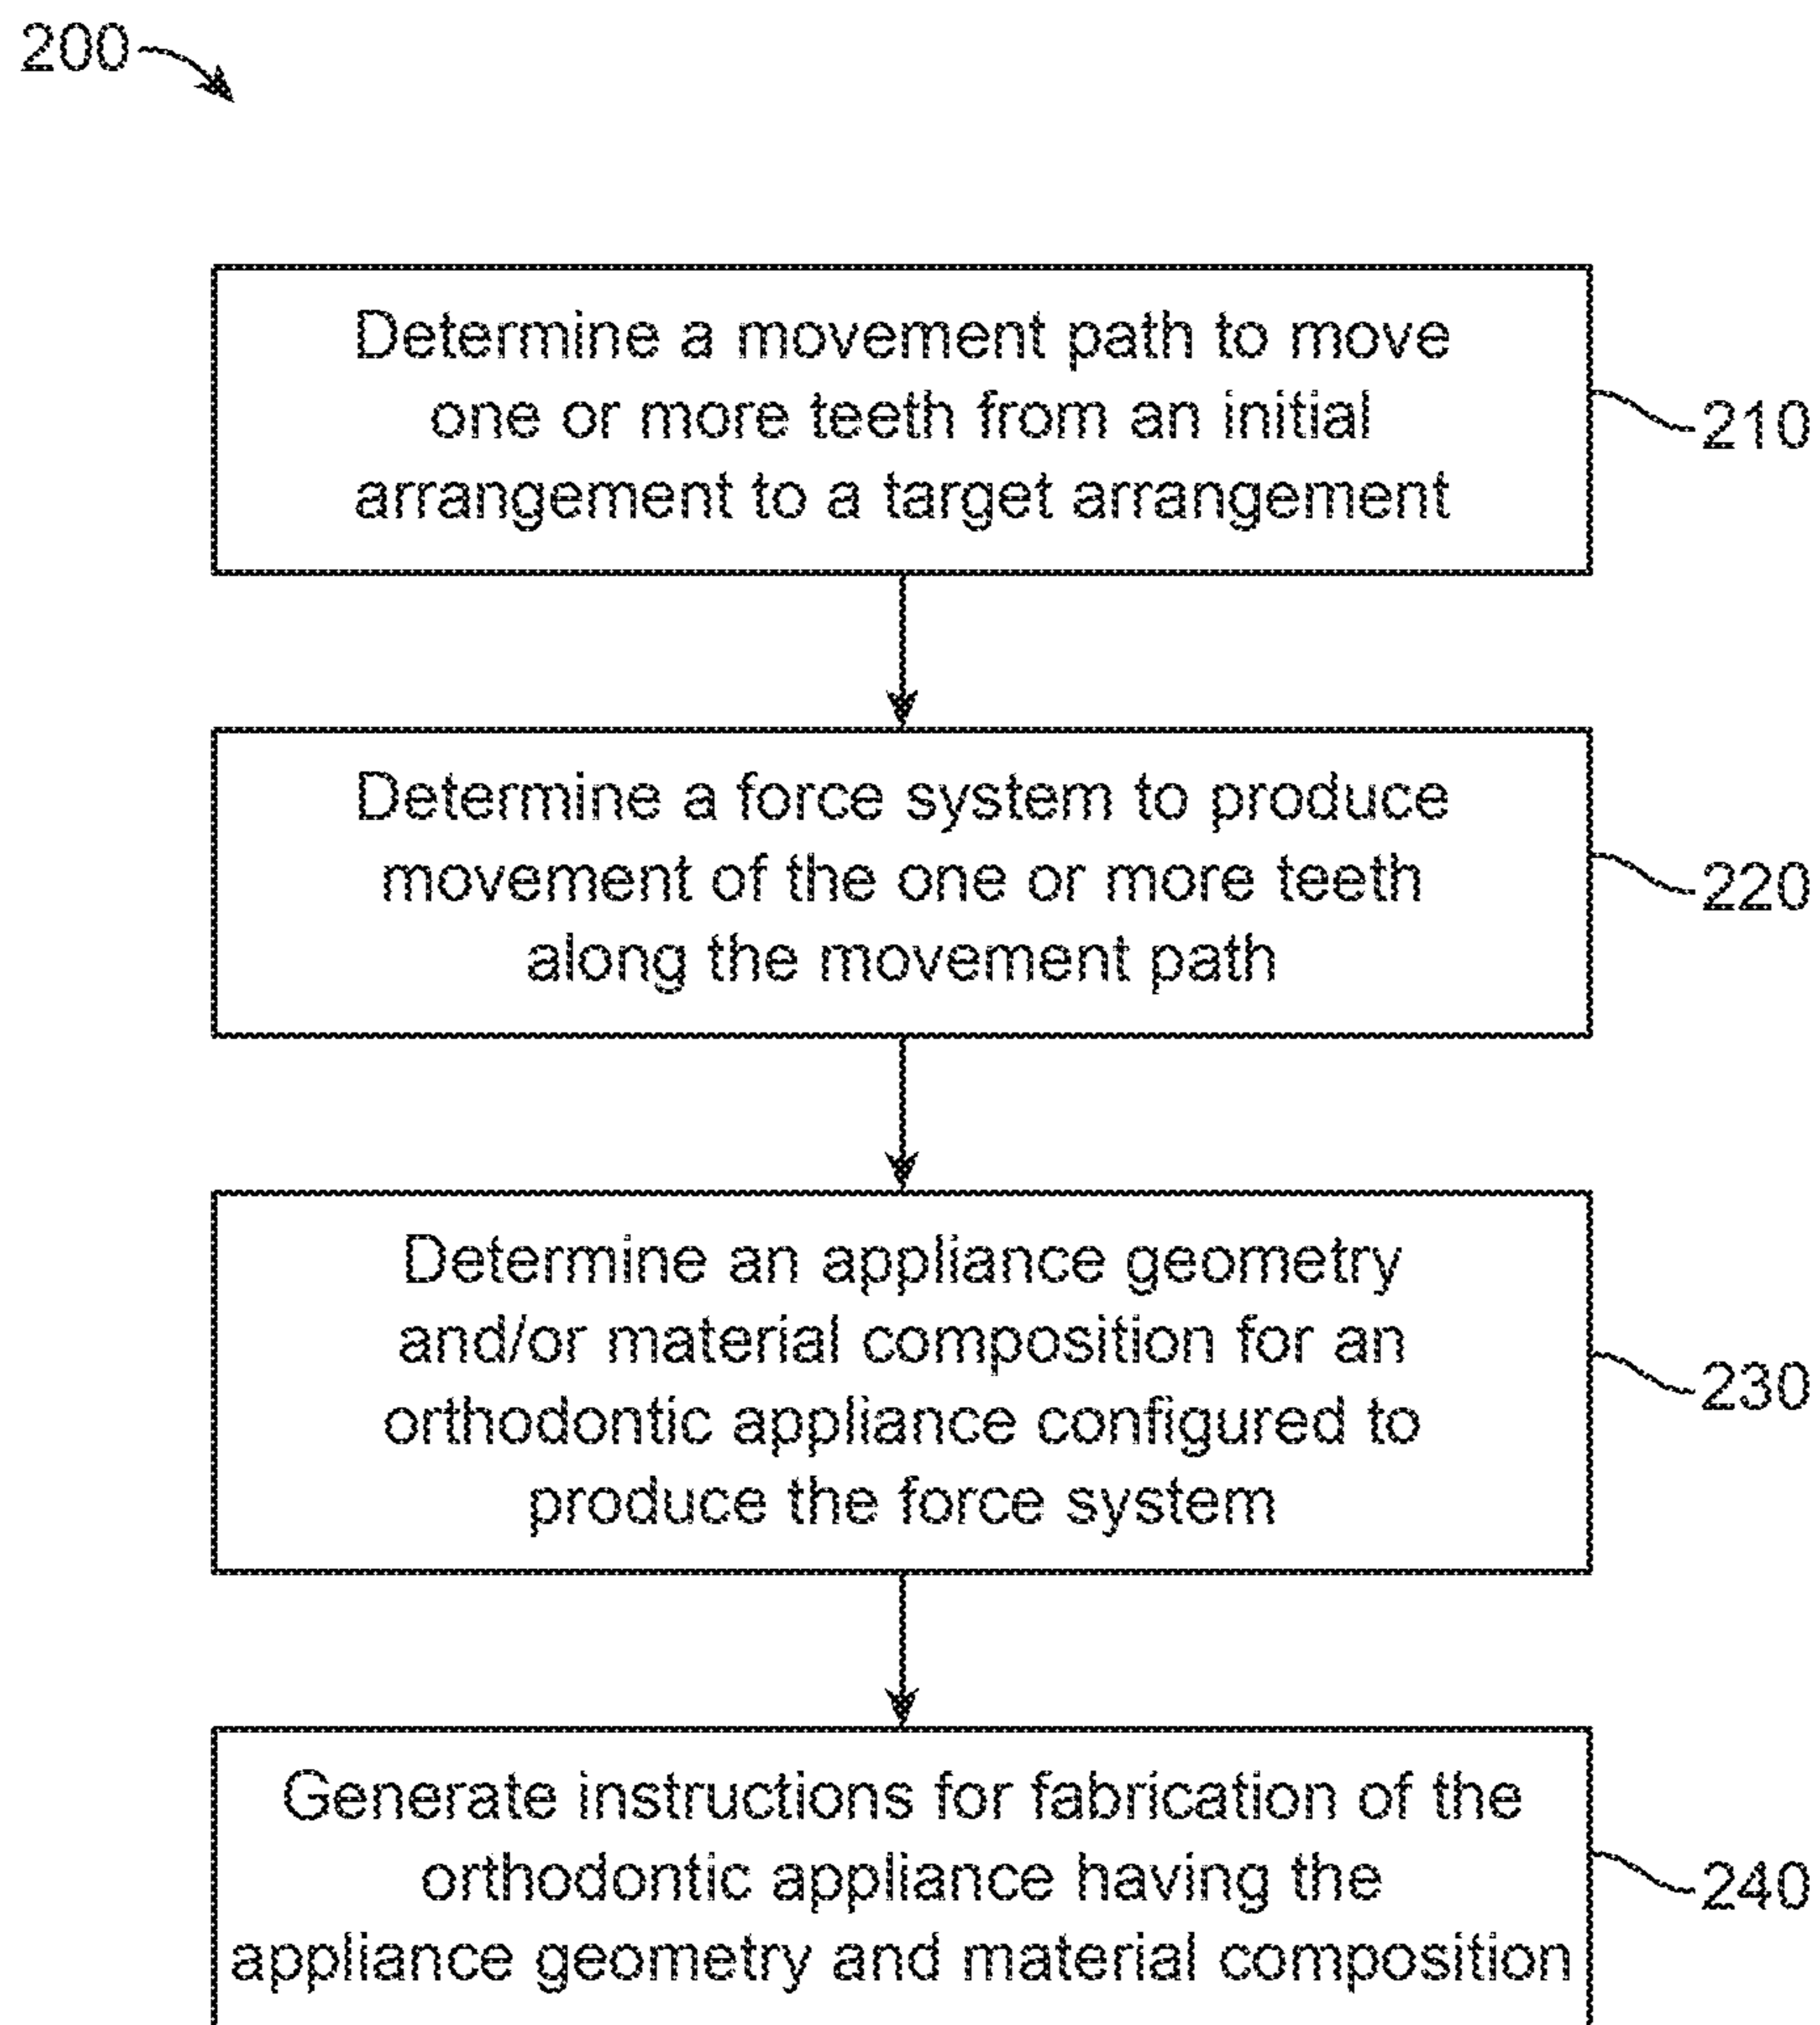 200
Determine a movement path to move
one or more teeth from an initial
arrangement to a target arrangement
210
Determine a force system to produce
movement of the one or more teeth
along the movement path
220
Determine an appliance geometry
and/or material composition for an
orthodontic appliance configured to
produce the force system
230
Generate instructions for fabrication of the
orthodontic appliance having the
appliance geometry and material composition
240